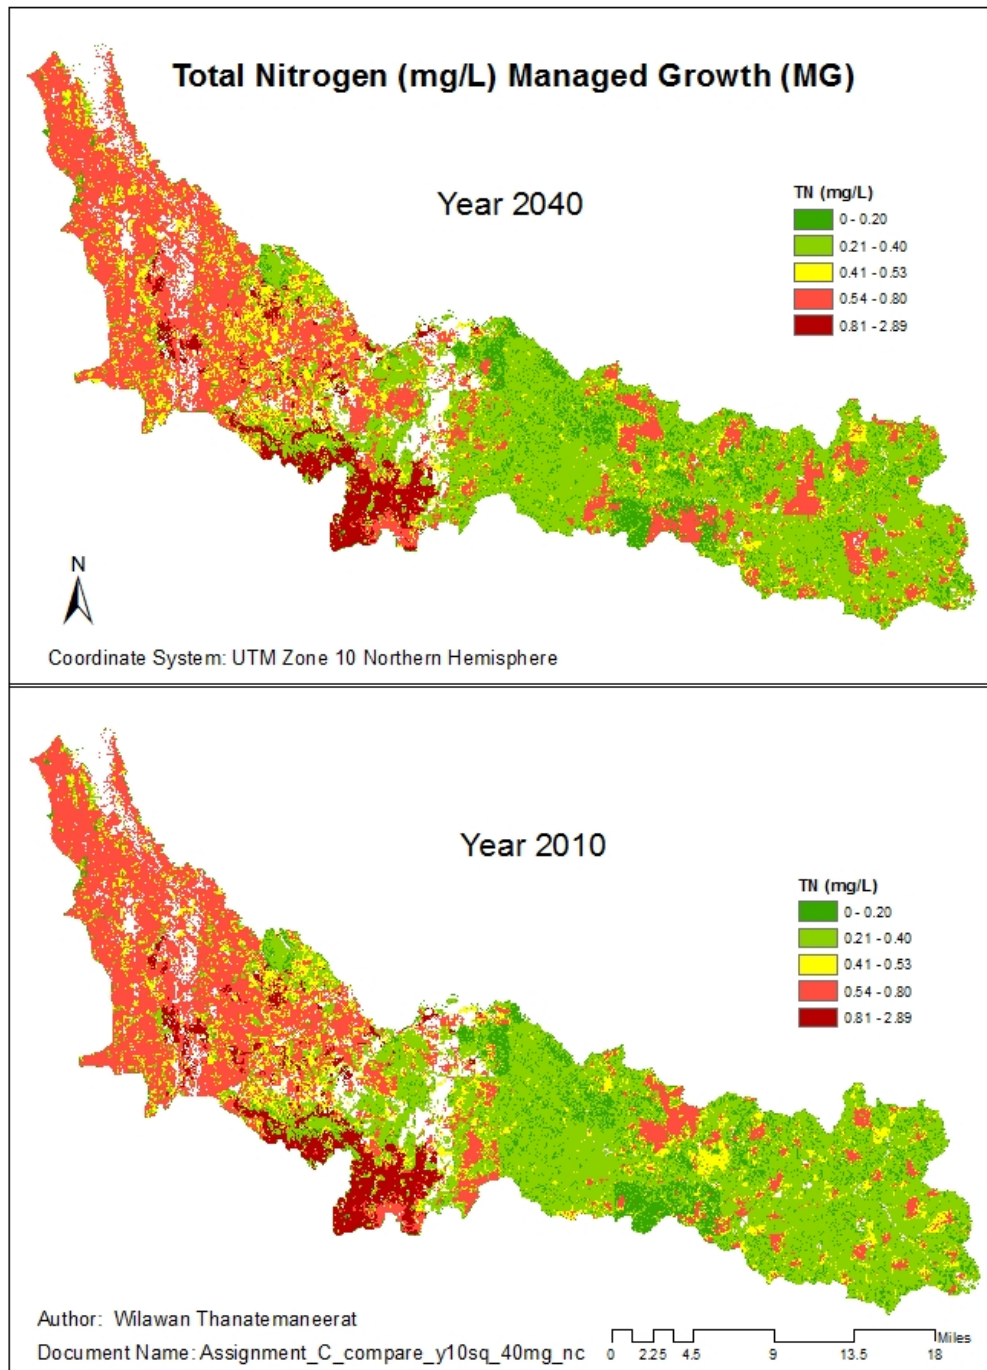 Total Nitrogen (mg/L) Managed Growth (MG)
Year 2040
TN (mg/L)
0 - 0.20
0.21 - 0.40
0.41 - 0.53
0.54 - 0.80
0.81 - 2.89
N
Coordinate System: UTM Zone 10 Northern Hemisphere
Year 2010
TN (mg/L)
0 - 0.20
0.21 - 0.40
0.41 - 0.53
0.54 - 0.80
0.81 - 2.89
Author: Wilawan Thanatemaneerat
Document Name: Assignment_C_compare_y10sq_40mg_nc
Miles
0 2.25 4.5 9 13.5 18